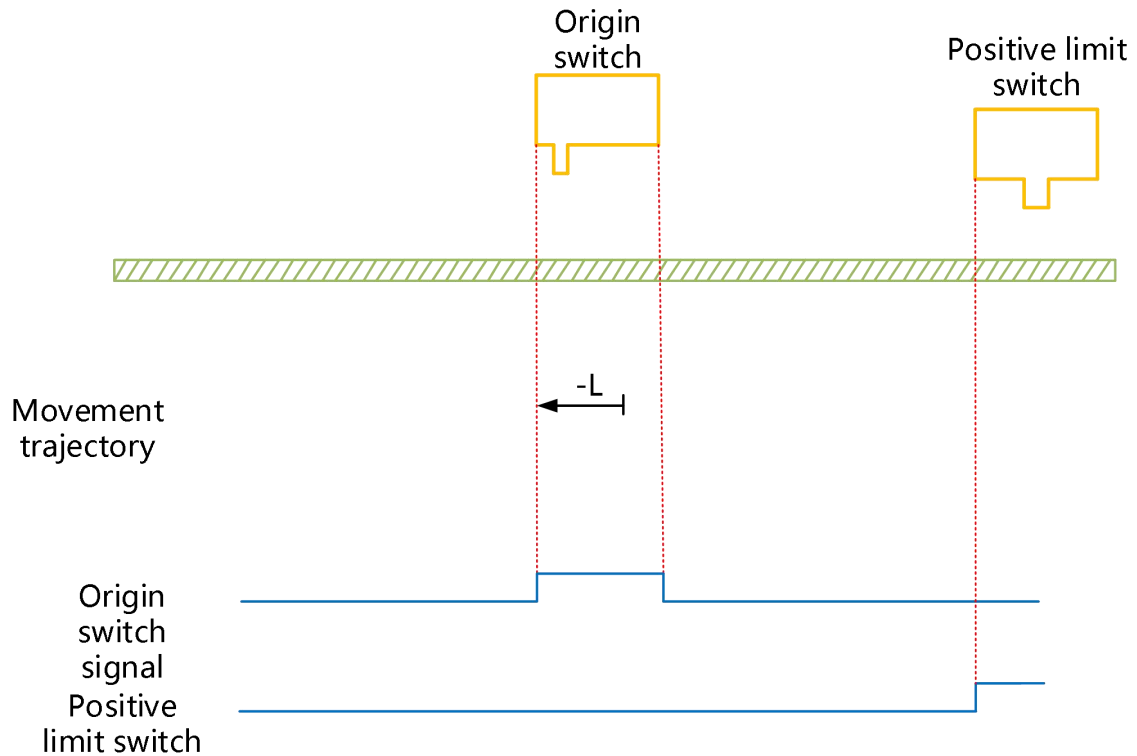 Origin
switch
Positive limit
switch
-L
Movement
trajectory
Origin
switch
signal
Positive
limit switch